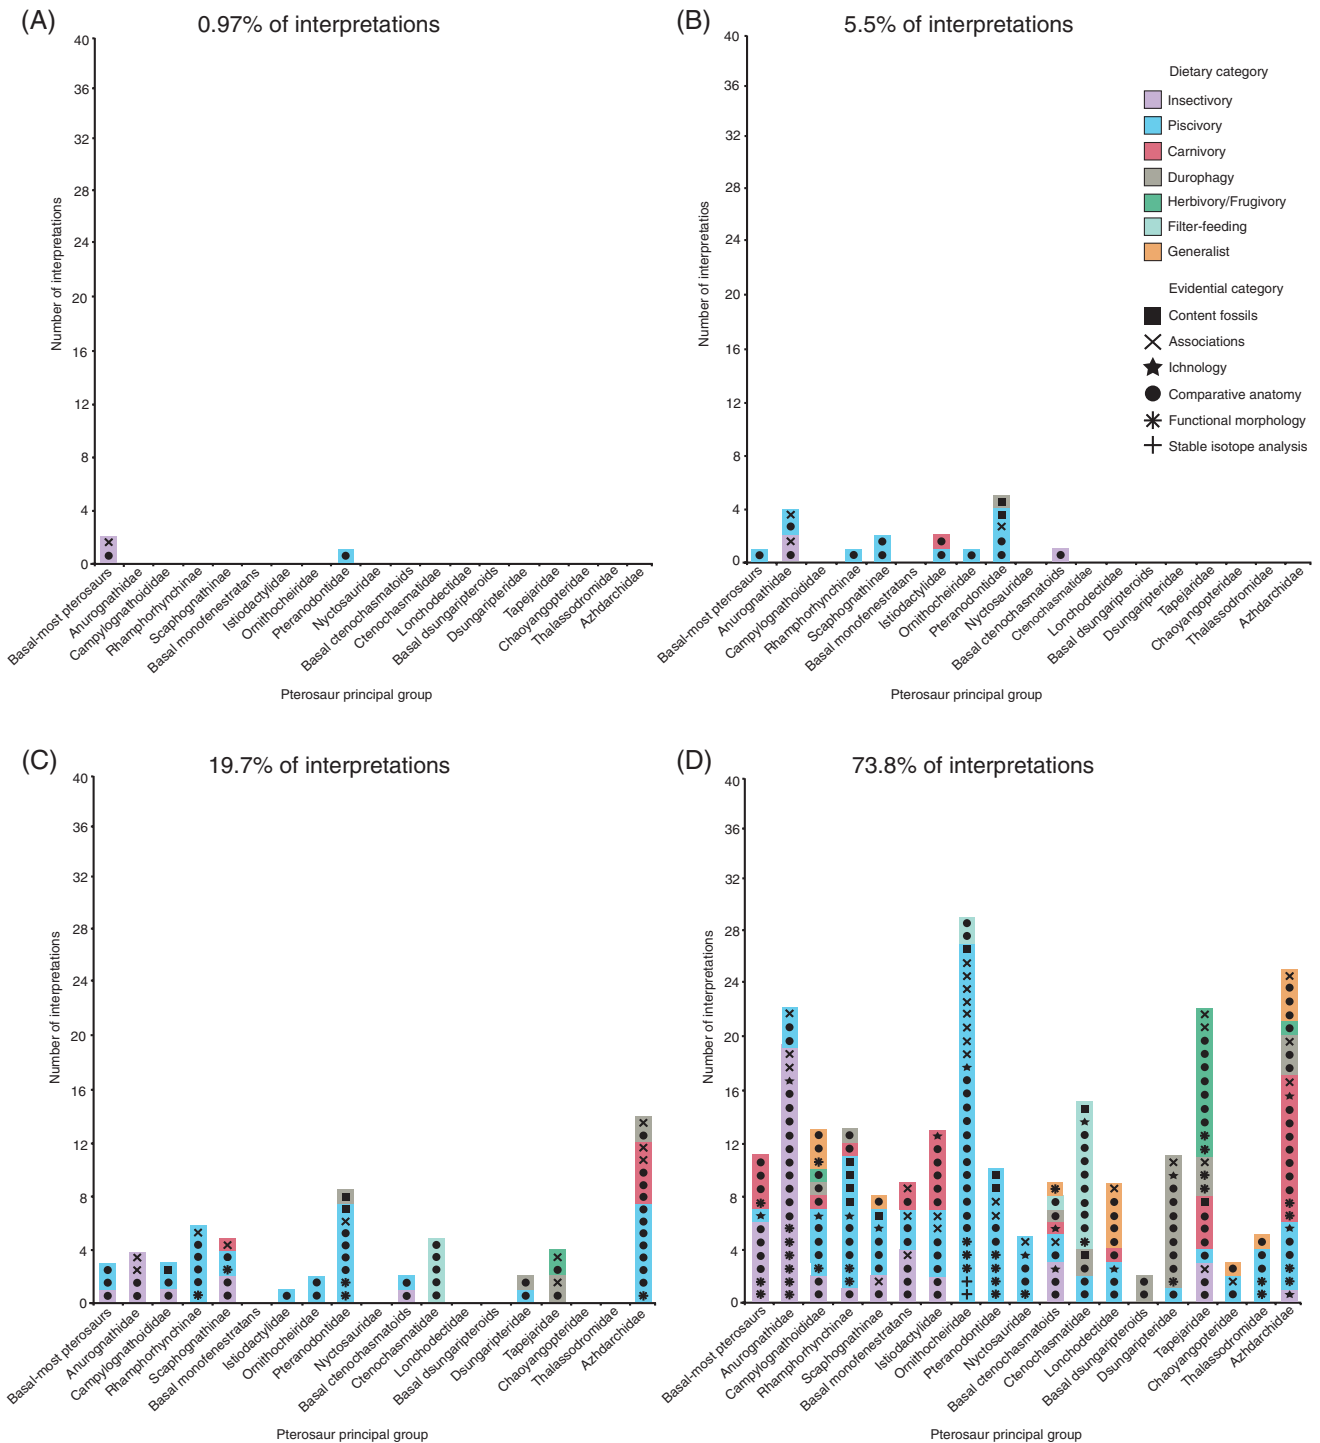 (A)
0.97% of interpretations
40
36
32
28
24
20
16
12
8
4
0
Number of interpretations
Basal-most pterosaurs
Anurognathidae
Campylognathoididae
Rhamphorhynchinae
Scaphognathinae
Basal monofenestratans
Istiodactylidae
Ornithocheiridae
Pteranodontidae
Nyctosauridae
Basal ctenochasmatoids
Ctenochasmatidae
Lonchodectidae
Basal dsungaripteroids
Dsungaripteridae
Tapejaridae
Chaoyangopteridae
Thalassodromidae
Azhdarchidae
Pterosaur principal group
(B)
5.5% of interpretations
40
36
32
28
24
20
16
12
8
4
0
Number of interpretatios
Basal-most pterosaurs
Anurognathidae
Campylognathoididae
Rhamphorhynchinae
Scaphognathinae
Basal monofenestratans
Istiodactylidae
Ornithocheiridae
Pteranodontidae
Nyctosauridae
Basal ctenochasmatoids
Ctenochasmatidae
Lonchodectidae
Basal dsungaripteroids
Dsungaripteridae
Tapejaridae
Chaoyangopteridae
Thalassodromidae
Azhdarchidae
Pterosaur principal group
Dietary category
Insectivory
Piscivory
Carnivory
Durophagy
Herbivory/Frugivory
Filter-feeding
Generalist
Evidential category
Content fossils
Associations
Ichnology
Comparative anatomy
Functional morphology
Stable isotope analysis
(C)
19.7% of interpretations
40
36
32
28
24
20
16
12
8
4
0
Number of interpretations
Basal-most pterosaurs
Anurognathidae
Campylognathoididae
Rhamphorhynchinae
Scaphognathinae
Basal monofenestratans
Istiodactylidae
Ornithocheiridae
Pteranodontidae
Nyctosauridae
Basal ctenochasmatoids
Ctenochasmatidae
Lonchodectidae
Basal dsungaripteroids
Dsungaripteridae
Tapejaridae
Chaoyangopteridae
Thalassodromidae
Azhdarchidae
Pterosaur principal group
(D)
73.8% of interpretations
40
36
32
28
24
20
16
12
8
4
0
Number of interpretations
Basal-most pterosaurs
Anurognathidae
Campylognathoididae
Rhamphorhynchinae
Scaphognathinae
Basal monofenestratans
Istiodactylidae
Ornithocheiridae
Pteranodontidae
Nyctosauridae
Basal ctenochasmatoids
Ctenochasmatidae
Lonchodectidae
Basal dsungaripteroids
Dsungaripteridae
Tapejaridae
Chaoyangopteridae
Thalassodromidae
Azhdarchidae
Pterosaur principal group